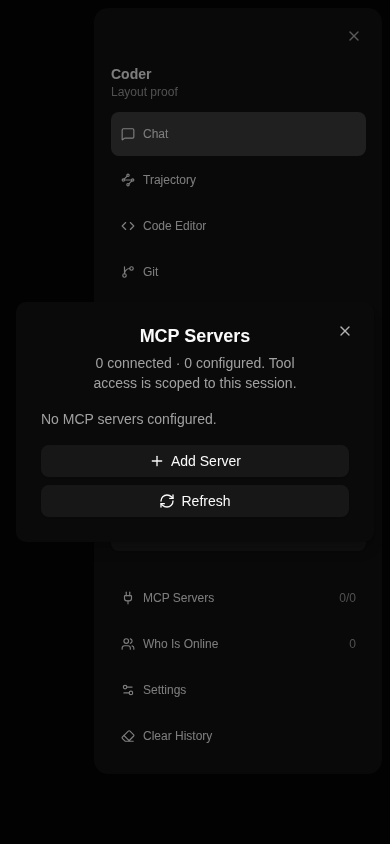 Coder
Layout proof
Chat
Trajectory
Code Editor
Git
MCP Servers
0 connected · 0 configured. Tool
access is scoped to this session.
No MCP servers configured.
Add Server
Refresh
MCP Servers 0/0
Who Is Online 0
Settings
Clear History